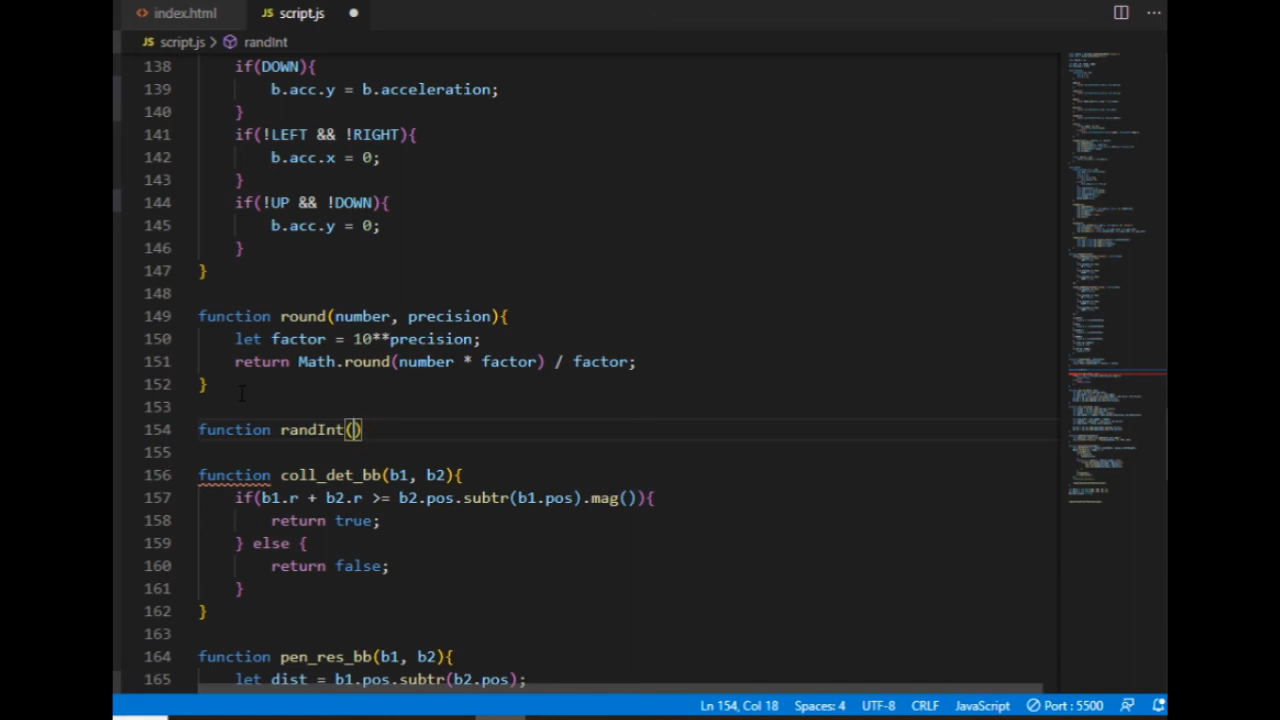 index.html JS script.js
JS script.js > randInt
138 if(DOWN){
139 b.acc.y = b.acceleration;
140 }
141 if(!LEFT && !RIGHT){
142 b.acc.x = 0;
143 }
144 if(!UP && !DOWN){
145 b.acc.y = 0;
146 }
147 }
148
149 function round(number, precision){
150 let factor = 10**precision;
151 return Math.round(number * factor) / factor;
152 }
153
154 function randInt()
155
156 function coll_det_bb(b1, b2){
157 if(b1.r + b2.r >= b2.pos.subtr(b1.pos).mag()){
158 return true;
159 } else {
160 return false;
161 }
162 }
163
164 function pen_res_bb(b1, b2){
165 let dist = b1.pos.subtr(b2.pos);
Ln 154, Col 18 Spaces: 4 UTF-8 CRLF JavaScript Port : 5500